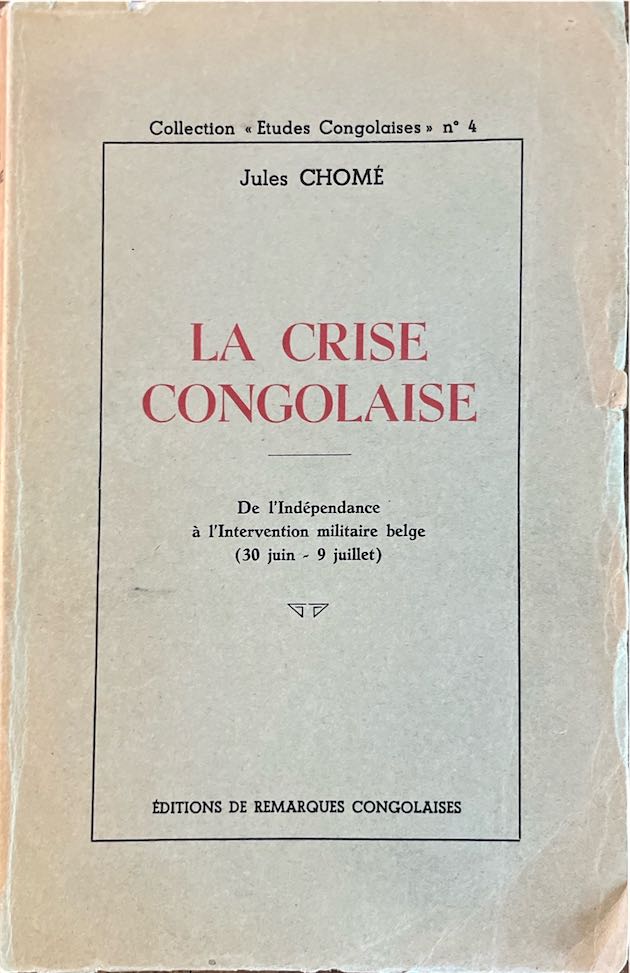 Collection « Etudes Congolaises » n° 4
Jules CHOMÉ
LA CRISE
CONGOLAISE
De l'Indépendance
à l'Intervention militaire belge
(30 juin - 9 juillet)
ÉDITIONS DE REMARQUES CONGOLAISES